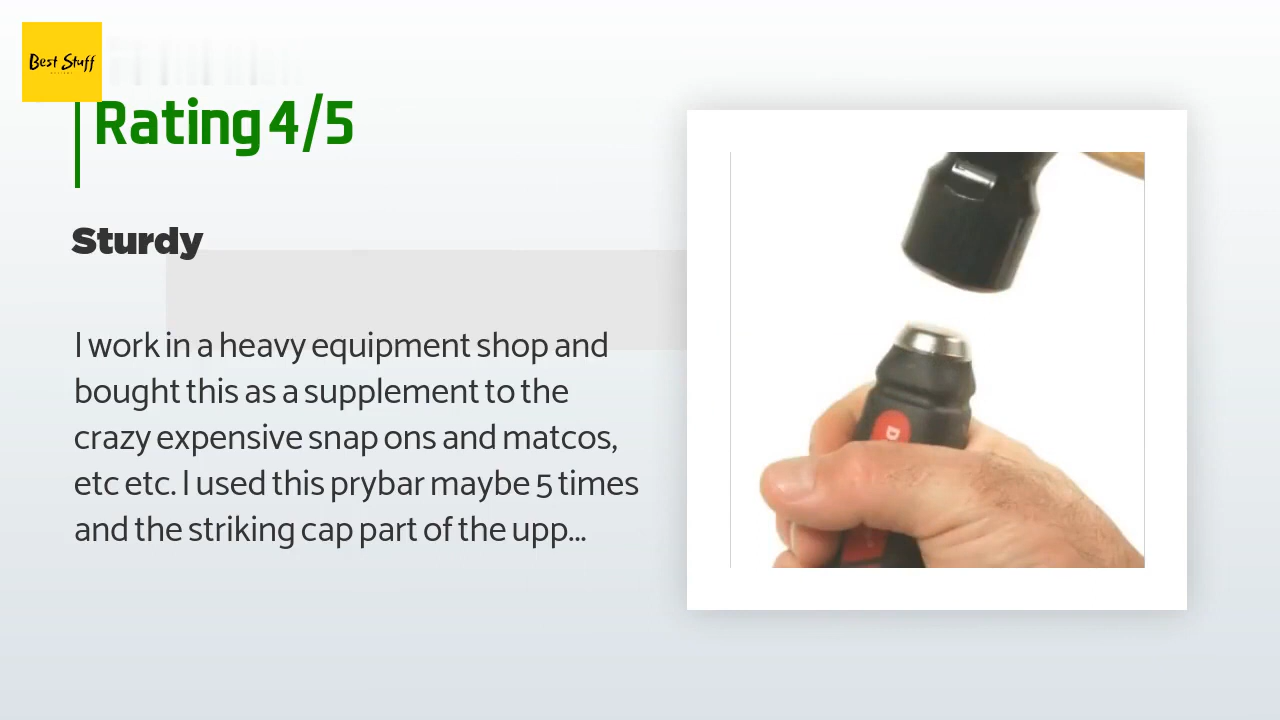 Best Stuff
Rating 4/5
Sturdy
I work in a heavy equipment shop and
bought this as a supplement to the
crazy expensive snap ons and matcos,
etc etc. I used this prybar maybe 5 times
and the striking cap part of the upp...